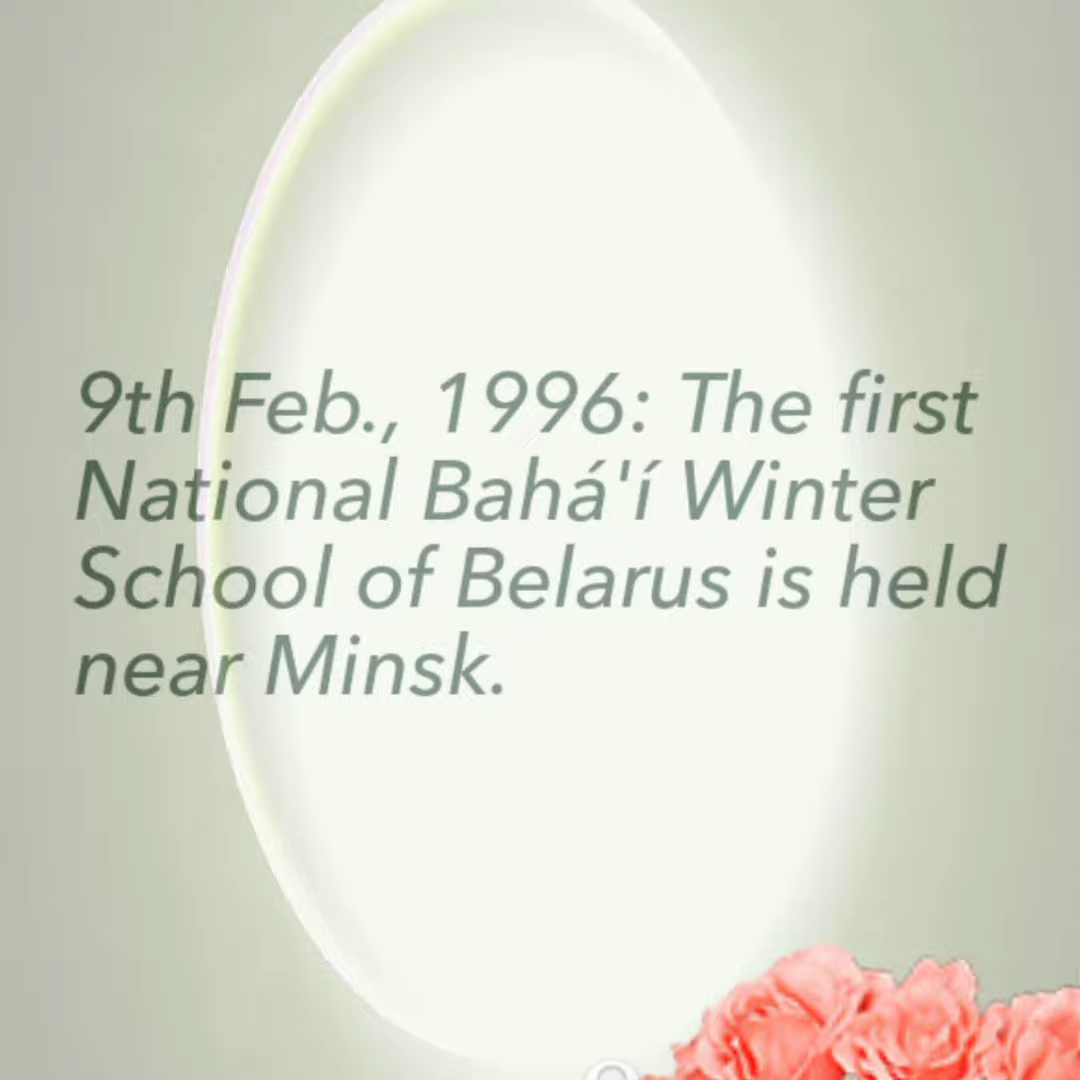 9th Feb., 1996: The first
National Bahá'í Winter
School of Belarus is held
near Minsk.